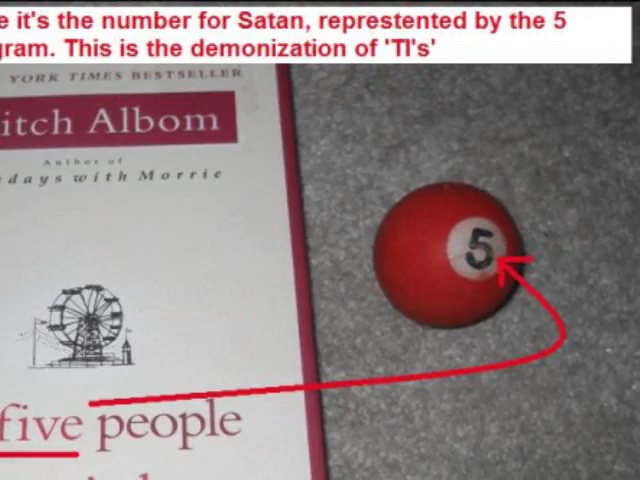 e it's the number for Satan, represtented by the 5
gram. This is the demonization of 'TI's'
YORK TIMES BESTSELLER
itch Albom
Author of
days with Morrie
5
five people